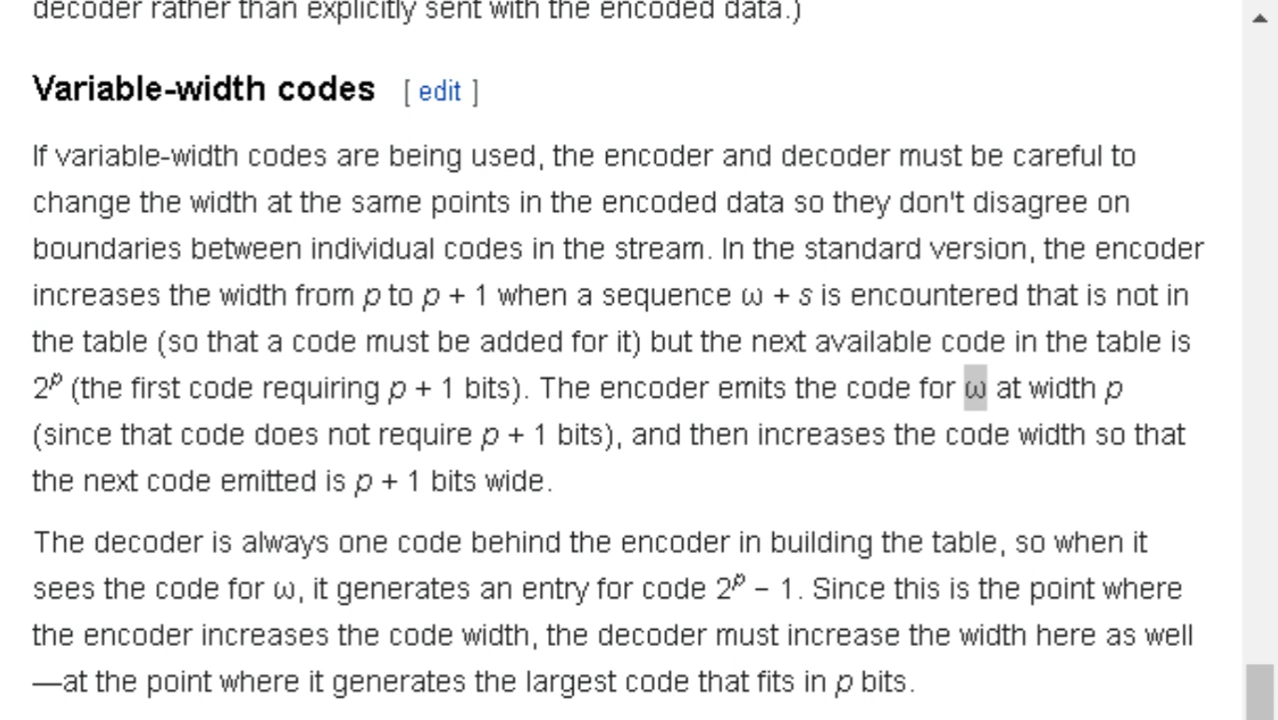 decoder rather than explicitly sent with the encoded data.)
Variable-width codes [ edit ]
If variable-width codes are being used, the encoder and decoder must be careful to
change the width at the same points in the encoded data so they don't disagree on
boundaries between individual codes in the stream. In the standard version, the encoder
increases the width from p to p + 1 when a sequence ω + s is encountered that is not in
the table (so that a code must be added for it) but the next available code in the table is
2ᵖ (the first code requiring p + 1 bits). The encoder emits the code for ω at width p
(since that code does not require p + 1 bits), and then increases the code width so that
the next code emitted is p + 1 bits wide.
The decoder is always one code behind the encoder in building the table, so when it
sees the code for ω, it generates an entry for code 2ᵖ − 1. Since this is the point where
the encoder increases the code width, the decoder must increase the width here as well
—at the point where it generates the largest code that fits in p bits.